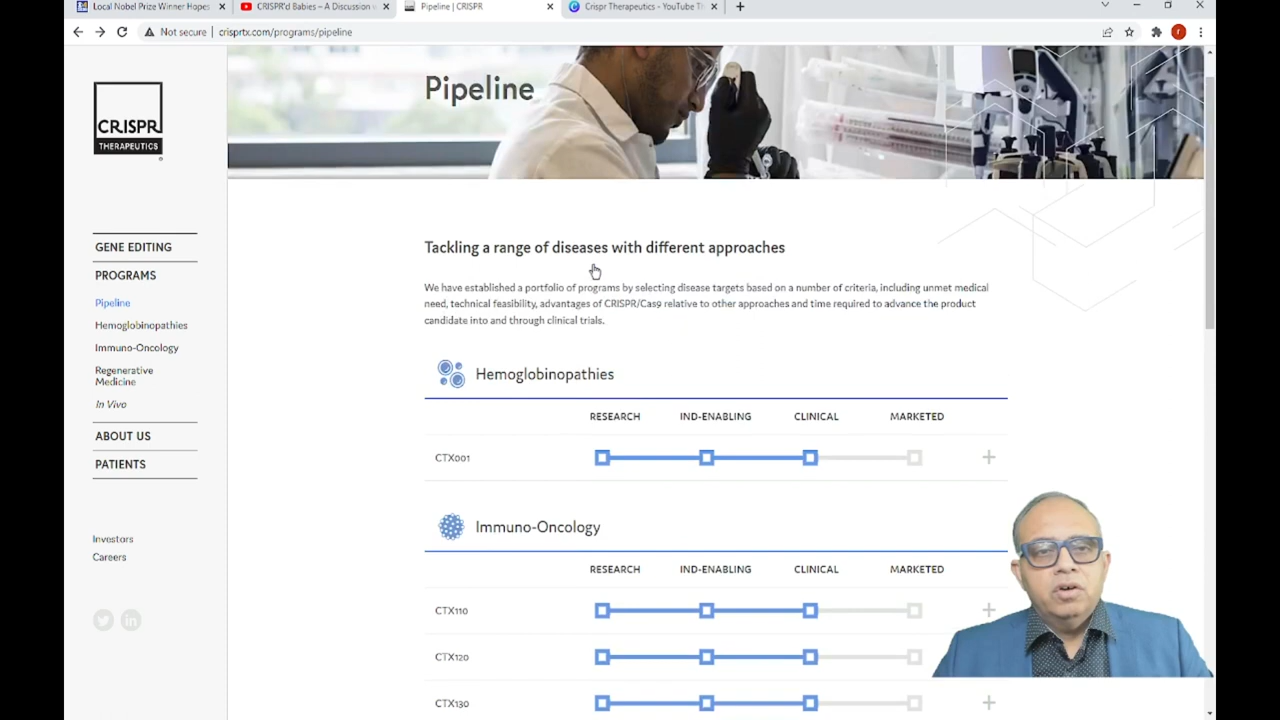 Local Nobel Prize Winner Hopes
CRISPR'd Babies – A Discussion
Pipeline | CRISPR
Crispr Therapeutics - YouTube Th
Not secure
crisprtx.com/programs/pipeline
CRISPR
THERAPEUTICS
GENE EDITING
PROGRAMS
Pipeline
Hemoglobinopathies
Immuno-Oncology
Regenerative
Medicine
In Vivo
ABOUT US
PATIENTS
Investors
Careers
Pipeline
Tackling a range of diseases with different approaches
We have established a portfolio of programs by selecting disease targets based on a number of criteria, including unmet medical
need, technical feasibility, advantages of CRISPR/Cas9 relative to other approaches and time required to advance the product
candidate into and through clinical trials.
Hemoglobinopathies
RESEARCH IND-ENABLING CLINICAL MARKETED
CTX001
Immuno-Oncology
RESEARCH IND-ENABLING CLINICAL MARKETED
CTX110
CTX120
CTX130